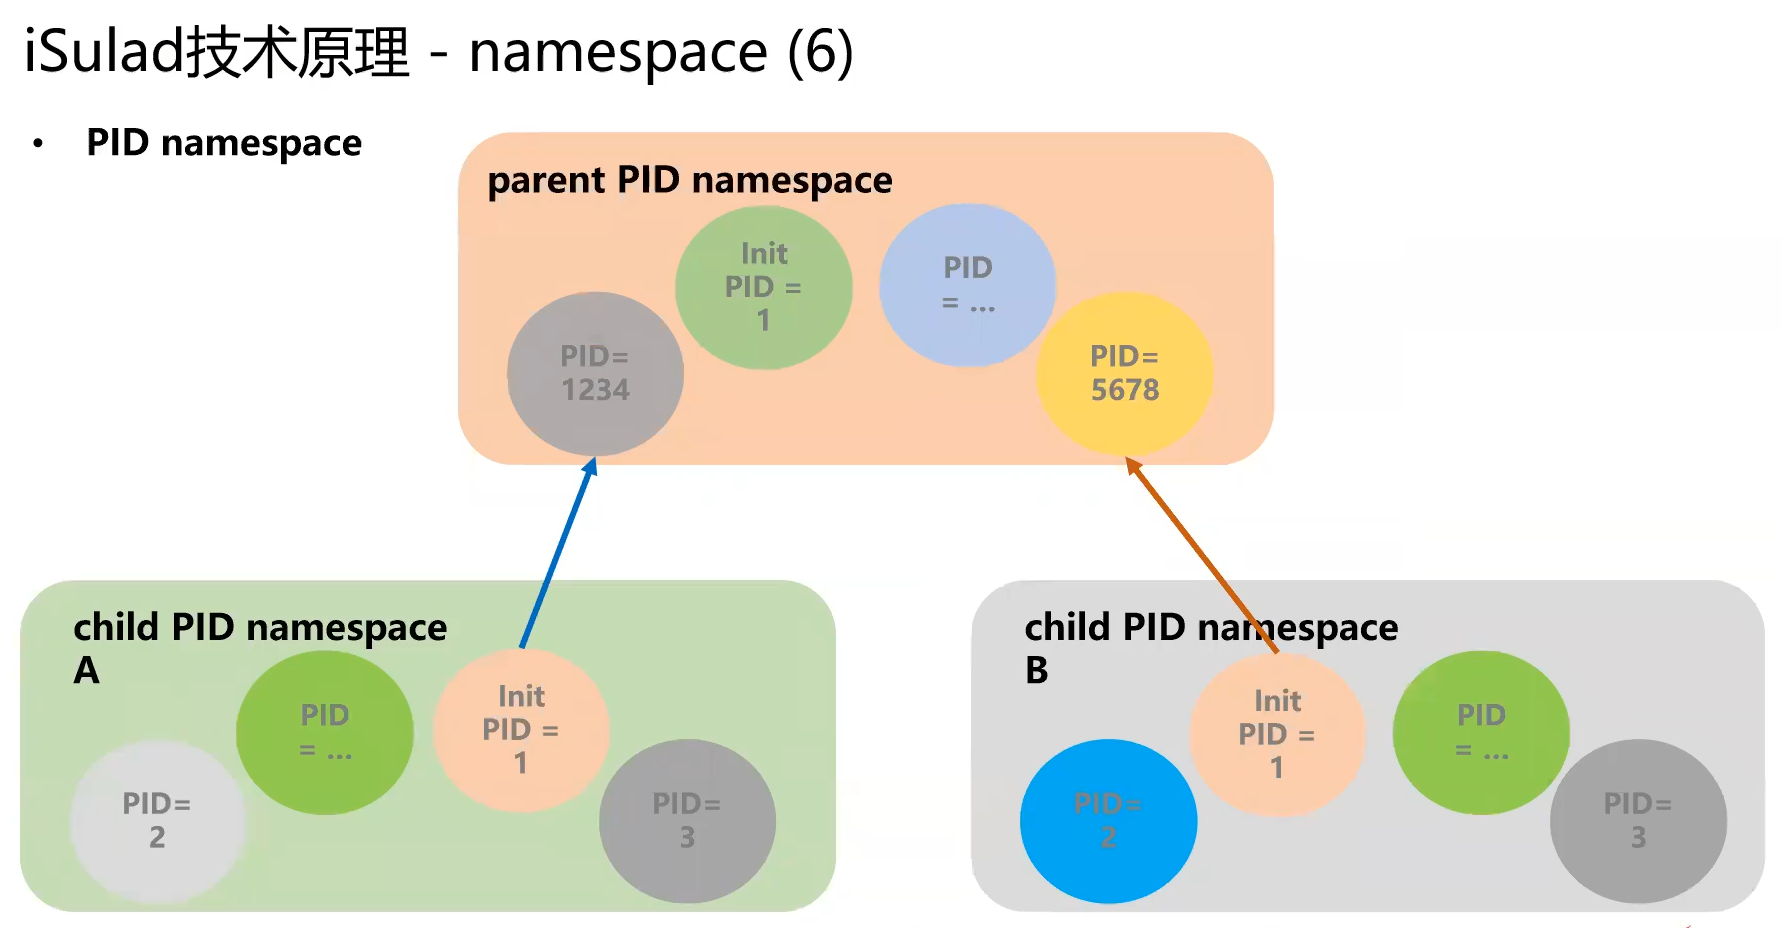 iSulad技术原理 - namespace (6)
• PID namespace
parent PID namespace
Init
PID =
1
PID
= ...
PID=
1234
PID=
5678
child PID namespace
A
PID
= ...
Init
PID =
1
PID=
2
PID=
3
child PID namespace
B
Init
PID =
1
PID
= ...
PID=
2
PID=
3